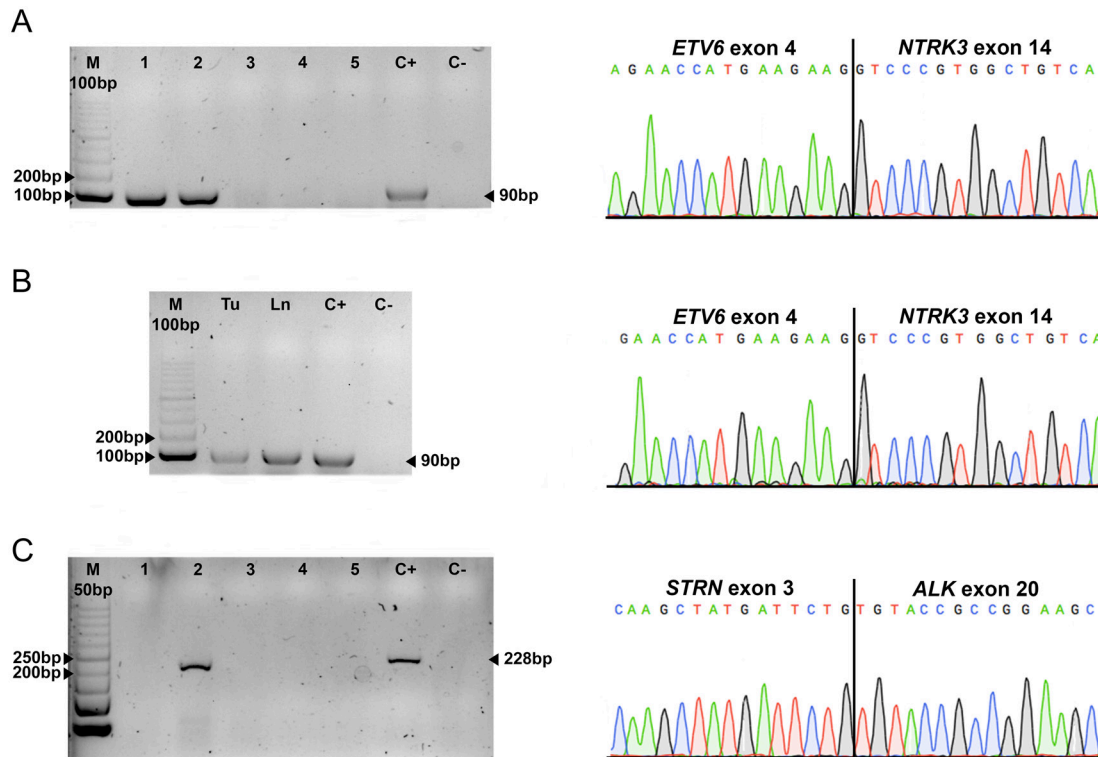 A
M 1 2 3 4 5 C+ C-
100bp
200bp
100bp
90bp
ETV6 exon 4 NTRK3 exon 14
A G A A C C A T G A A G A A G G T C C C G T G G C T G T C A
B
M Tu Ln C+ C-
100bp
200bp
100bp
90bp
ETV6 exon 4 NTRK3 exon 14
G A A C C A T G A A G A A G G T C C C G T G G C T G T C A
C
M 1 2 3 4 5 C+ C-
50bp
250bp
200bp
228bp
STRN exon 3 ALK exon 20
C A A G C T A T G A T T C T G T G T A C C G C C G G A A G C